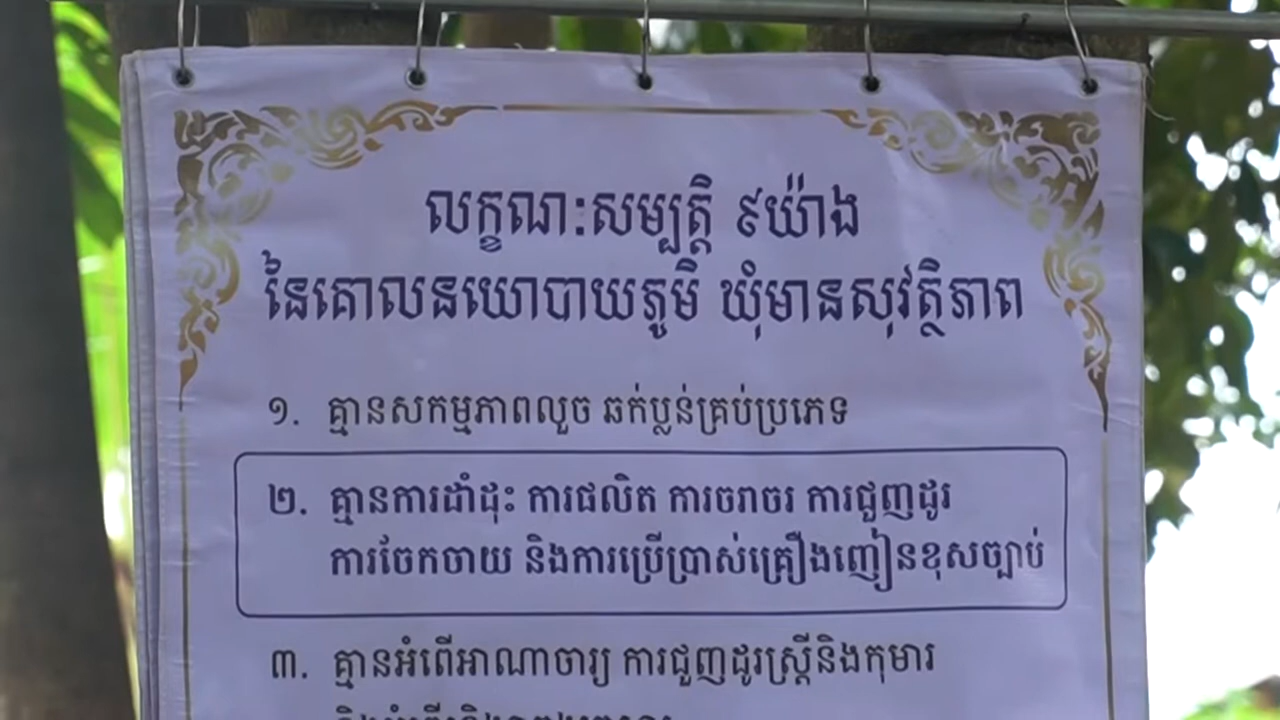 លក្ខណៈសម្បត្តិ ៩យ៉ាង
នៃគោលនយោបាយភូមិ ឃុំមានសុវត្ថិភាព
១. គ្មានសកម្មភាពលួច ឆក់ប្លន់គ្រប់ប្រភេទ
២. គ្មានការដាំដុះ ការផលិត ការចរាចរ ការជួញដូរ
ការចែកចាយ និងការប្រើប្រាស់គ្រឿងញៀនខុសច្បាប់
៣. គ្មានអំពើអាណាចារ្យ ការជួញដូរស្ត្រីនិងកុមារ